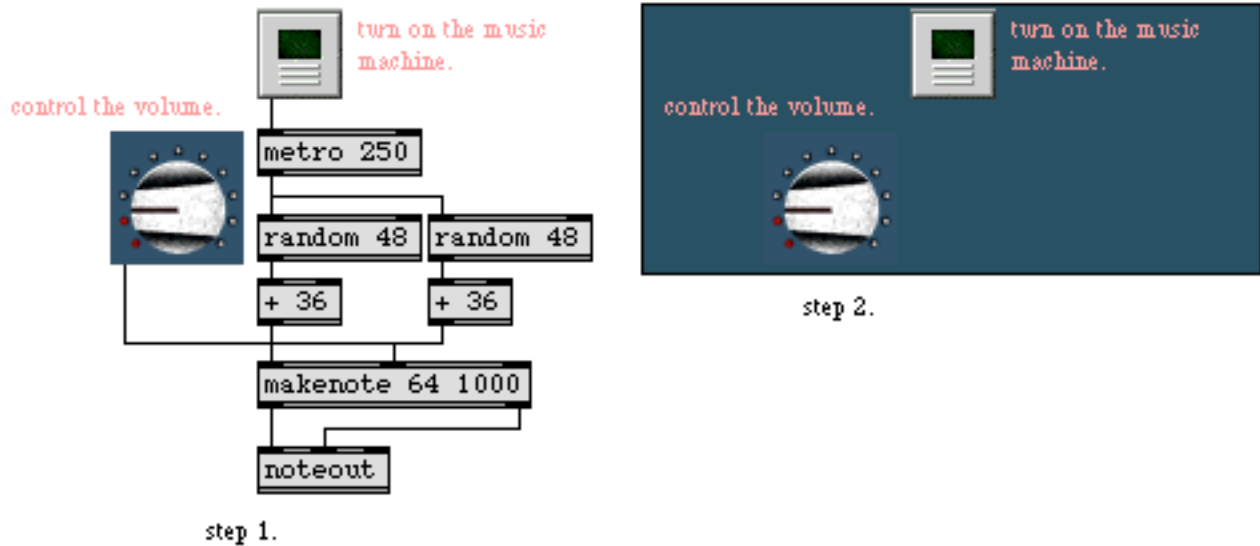 turn on the music
machine.
control the volume.
metro 250
random 48
random 48
+ 36
+ 36
makenote 64 1000
noteout
step 1.
turn on the music
machine.
control the volume.
step 2.